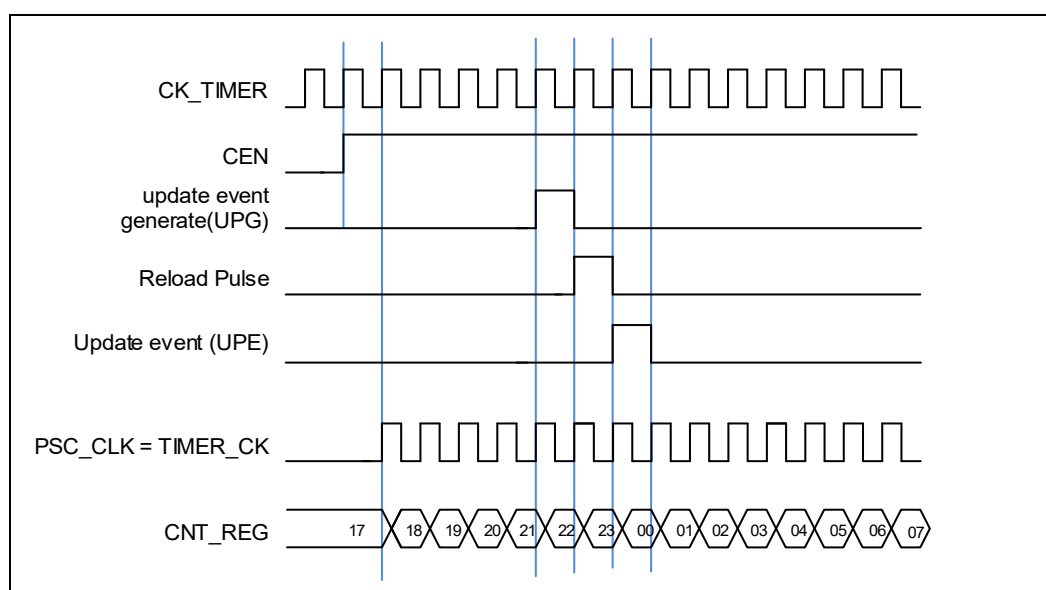 CK_TIMER
CEN
update event
generate(UPG)
Reload Pulse
Update event (UPE)
PSC_CLK = TIMER_CK
CNT_REG 17 18 19 20 21 22 23 00 01 02 03 04 05 06 07